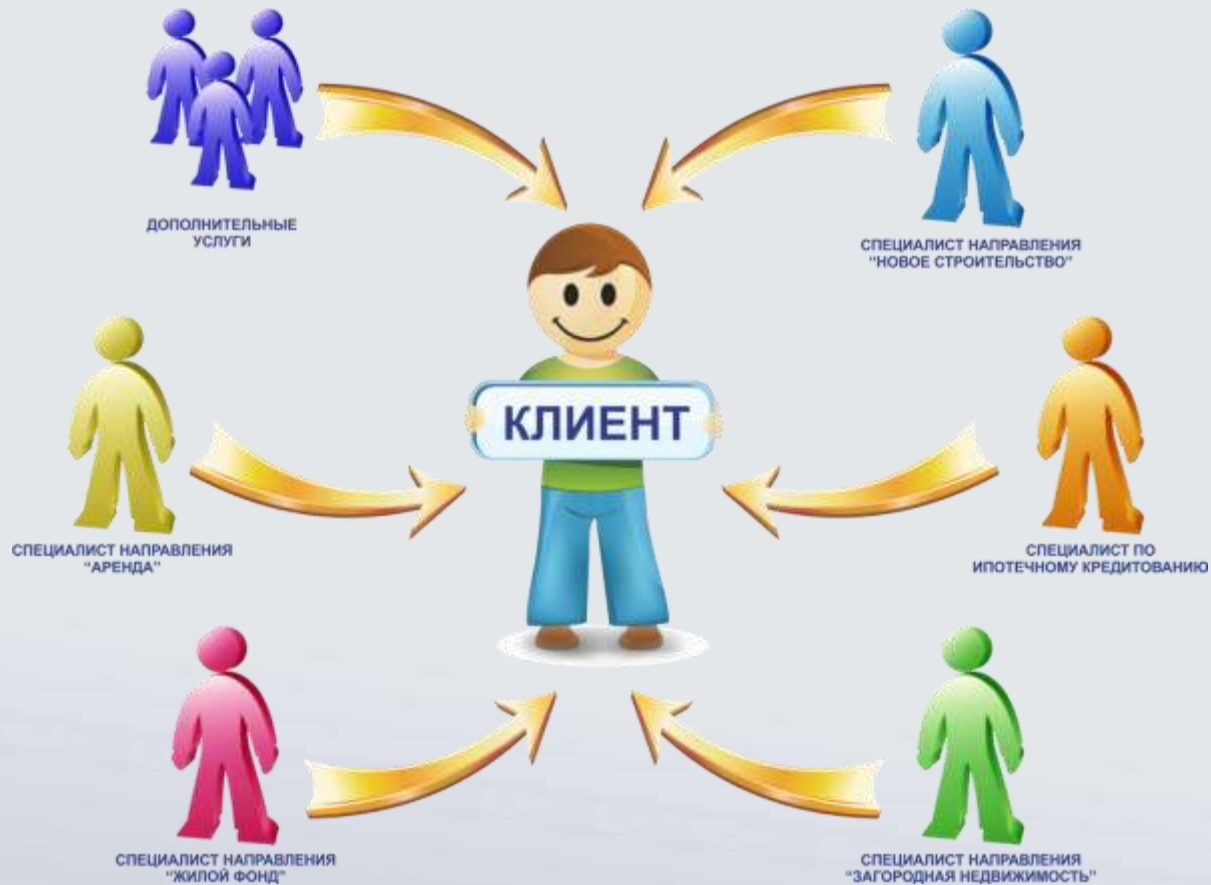 ДОПОЛНИТЕЛЬНЫЕ
УСЛУГИ
СПЕЦИАЛИСТ НАПРАВЛЕНИЯ
“НОВОЕ СТРОИТЕЛЬСТВО”
КЛИЕНТ
СПЕЦИАЛИСТ НАПРАВЛЕНИЯ
“АРЕНДА”
СПЕЦИАЛИСТ ПО
ИПОТЕЧНОМУ КРЕДИТОВАНИЮ
СПЕЦИАЛИСТ НАПРАВЛЕНИЯ
“ЖИЛОЙ ФОНД”
СПЕЦИАЛИСТ НАПРАВЛЕНИЯ
“ЗАГОРОДНАЯ НЕДВИЖИМОСТЬ”